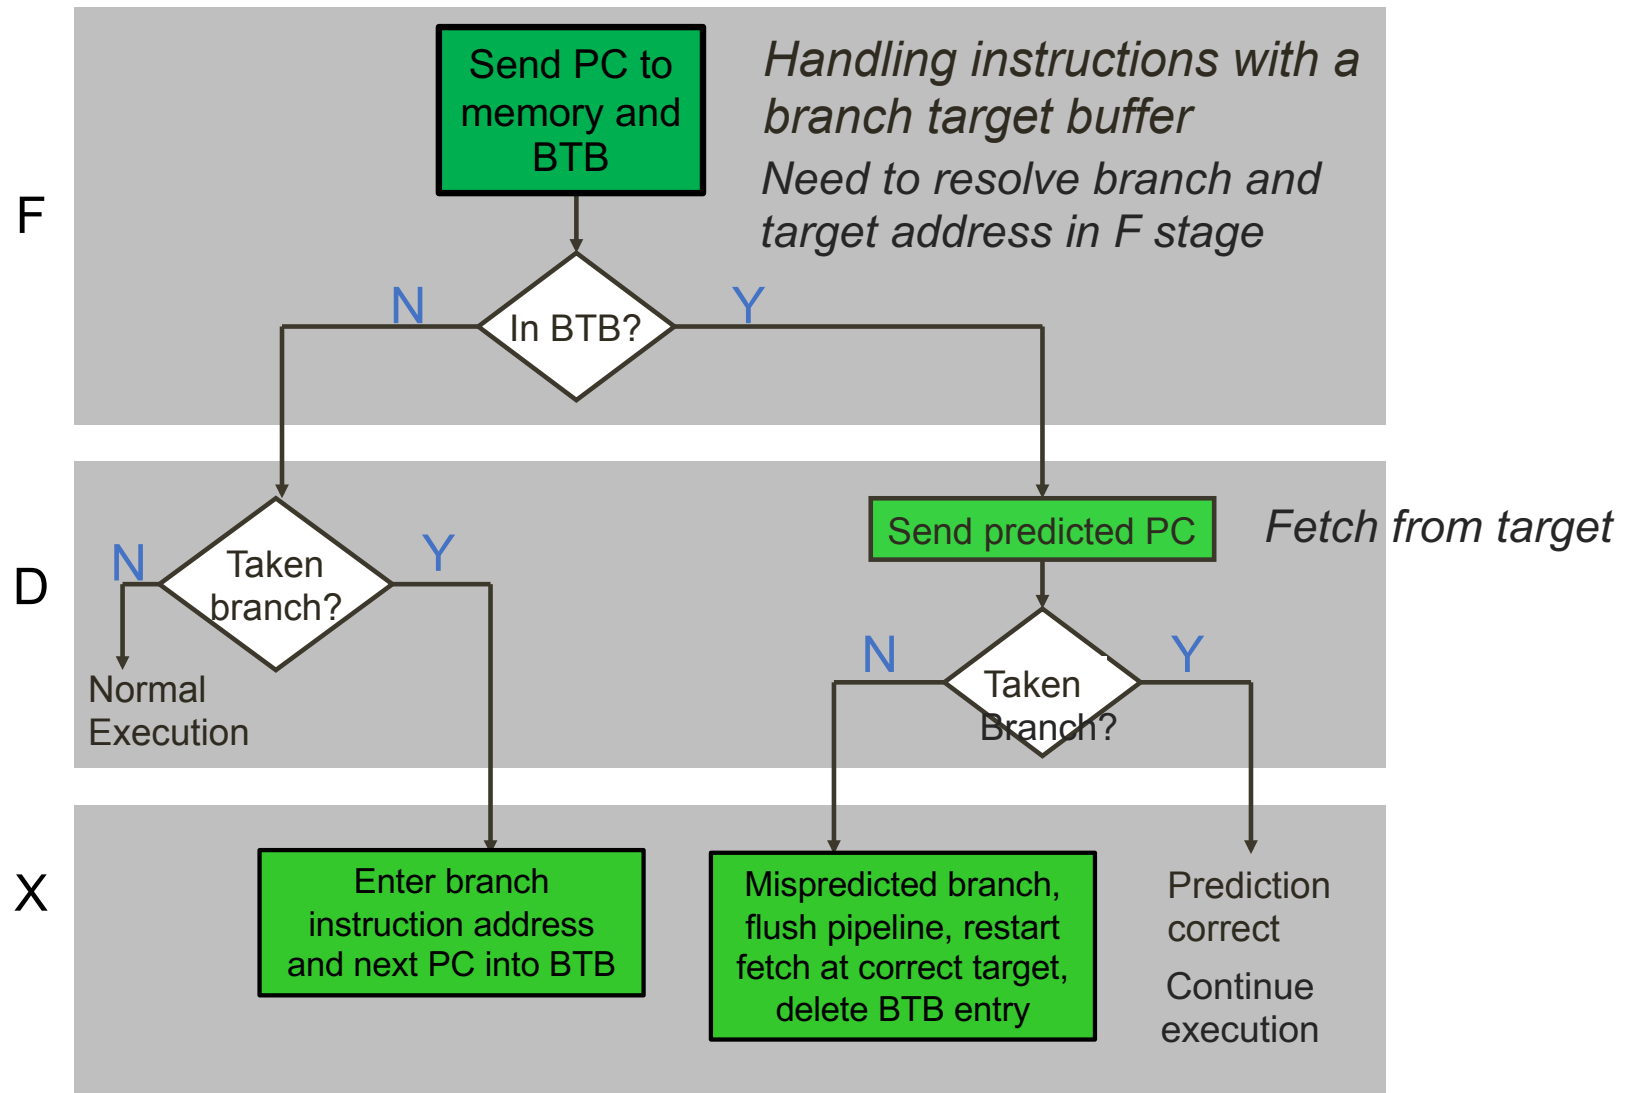 Send PC to
memory and
BTB
Handling instructions with a
branch target buffer
Need to resolve branch and
target address in F stage
F
N
Y
In BTB?
Send predicted PC
Fetch from target
N
Y
Taken
branch?
D
N
Y
Taken
Branch?
Normal
Execution
X
Enter branch
instruction address
and next PC into BTB
Mispredicted branch,
flush pipeline, restart
fetch at correct target,
delete BTB entry
Prediction
correct
Continue
execution